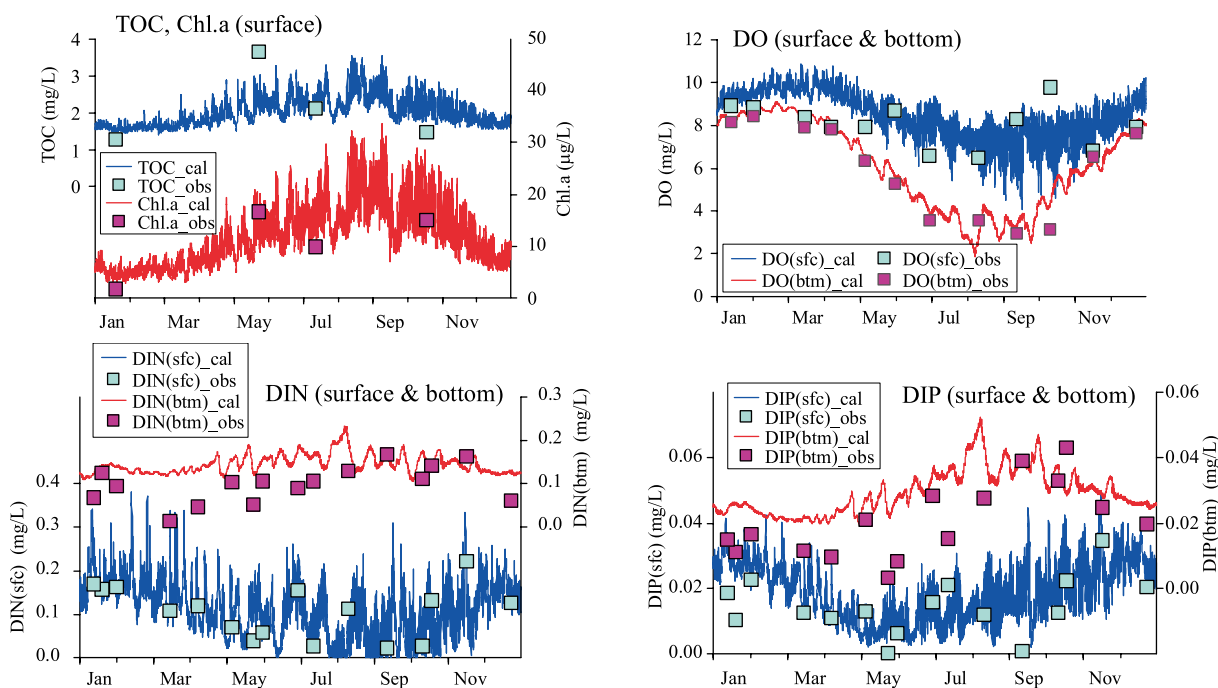 TOC, Chl.a (surface)
TOC (mg/L)
4
3
2
1
0
1
0
TOC_cal
TOC_obs
Chl.a_cal
Chl.a_obs
50
40
30
20
10
0
Chl.a (µg/L)
Jan Mar May Jul Sep Nov
DO (surface & bottom)
DO (mg/L)
12
10
8
6
4
2
0
DO(sfc)_cal
DO(btm)_cal
DO(sfc)_obs
DO(btm)_obs
Jan Mar May Jul Sep Nov
DIN(sfc)_cal
DIN(sfc)_obs
DIN(btm)_cal
DIN(btm)_obs
DIN (surface & bottom)
DIN(sfc) (mg/L)
0.4
0.3
0.2
0.1
0.0
0.3
0.2
0.1
0.0
DIN(btm) (mg/L)
Jan Mar May Jul Sep Nov
DIP(sfc)_cal
DIP(sfc)_obs
DIP(btm)_cal
DIP(btm)_obs
DIP (surface & bottom)
DIP(sfc) (mg/L)
0.06
0.04
0.02
0.00
0.06
0.04
0.02
0.00
DIP(btm) (mg/L)
Jan Mar May Jul Sep Nov